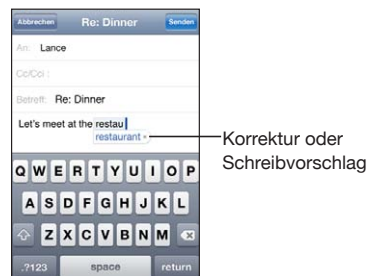 Abbrechen Re: Dinner Senden
An: Lance
Cc/Cci :
Betreff: Re: Dinner
Let's meet at the restau
restaurant ×
Korrektur oder
Schreibvorschlag
Q W E R T Y U I O P
A S D F G H J K L
Z X C V B N M
.?123 space return